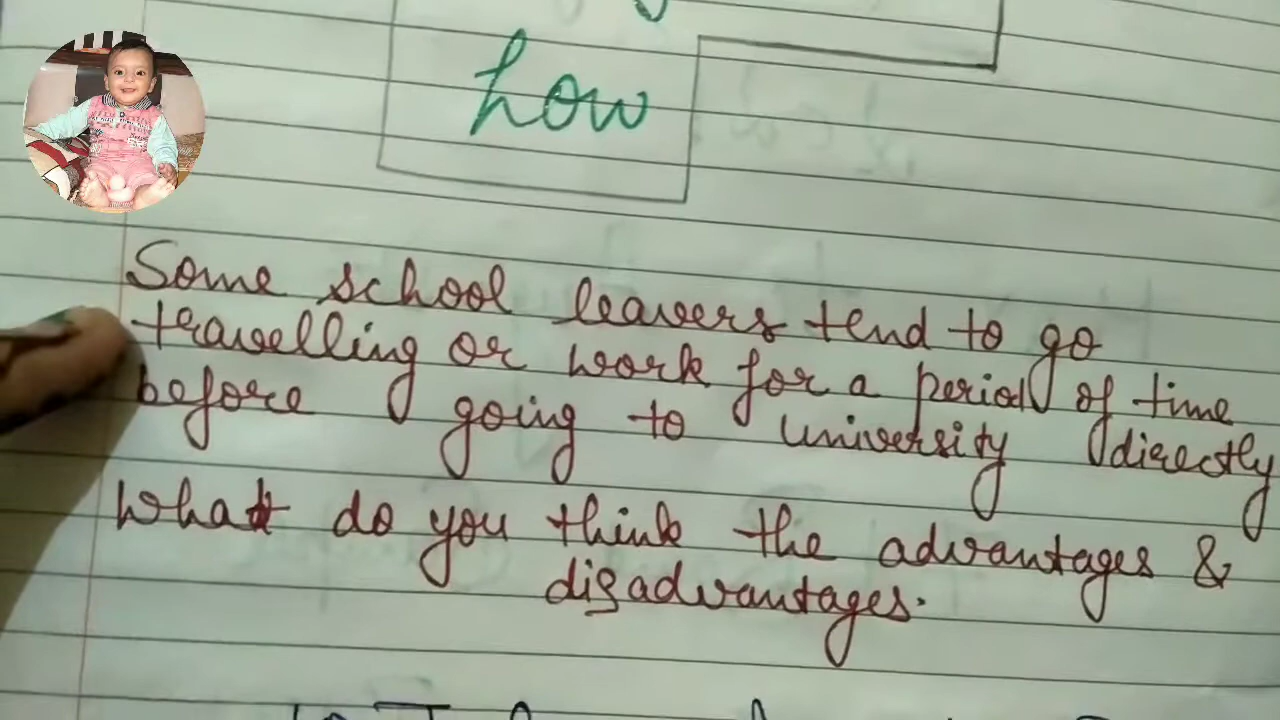 how
Some school leavers tend to go
travelling or work for a period of time
before going to university directly
What do you think the advantages &
disadvantages.